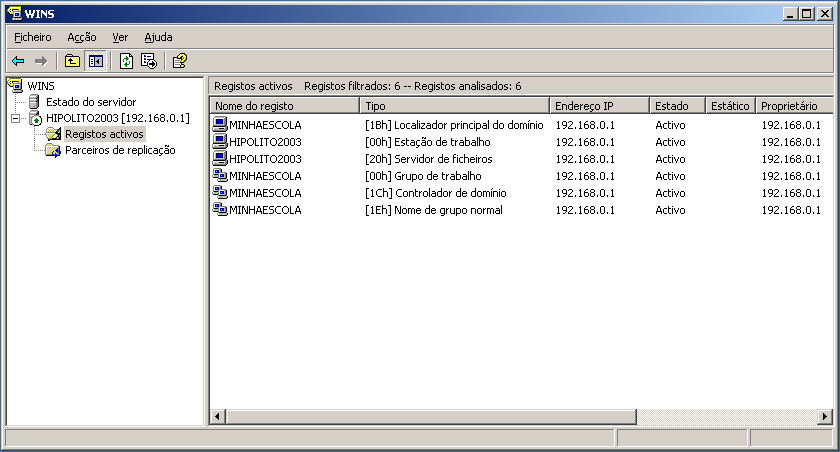 WINS
Ficheiro Acção Ver Ajuda
WINS
Estado do servidor
HIPOLITO2003 [192.168.0.1]
Registos activos
Parceiros de replicação
Registos activos Registos filtrados: 6 -- Registos analisados: 6
Nome do registo Tipo Endereço IP Estado Estático Proprietário
MINHAESCOLA [1Bh] Localizador principal do domínio 192.168.0.1 Activo 192.168.0.1
HIPOLITO2003 [00h] Estação de trabalho 192.168.0.1 Activo 192.168.0.1
HIPOLITO2003 [20h] Servidor de ficheiros 192.168.0.1 Activo 192.168.0.1
MINHAESCOLA [00h] Grupo de trabalho 192.168.0.1 Activo 192.168.0.1
MINHAESCOLA [1Ch] Controlador de domínio 192.168.0.1 Activo 192.168.0.1
MINHAESCOLA [1Eh] Nome de grupo normal 192.168.0.1 Activo 192.168.0.1